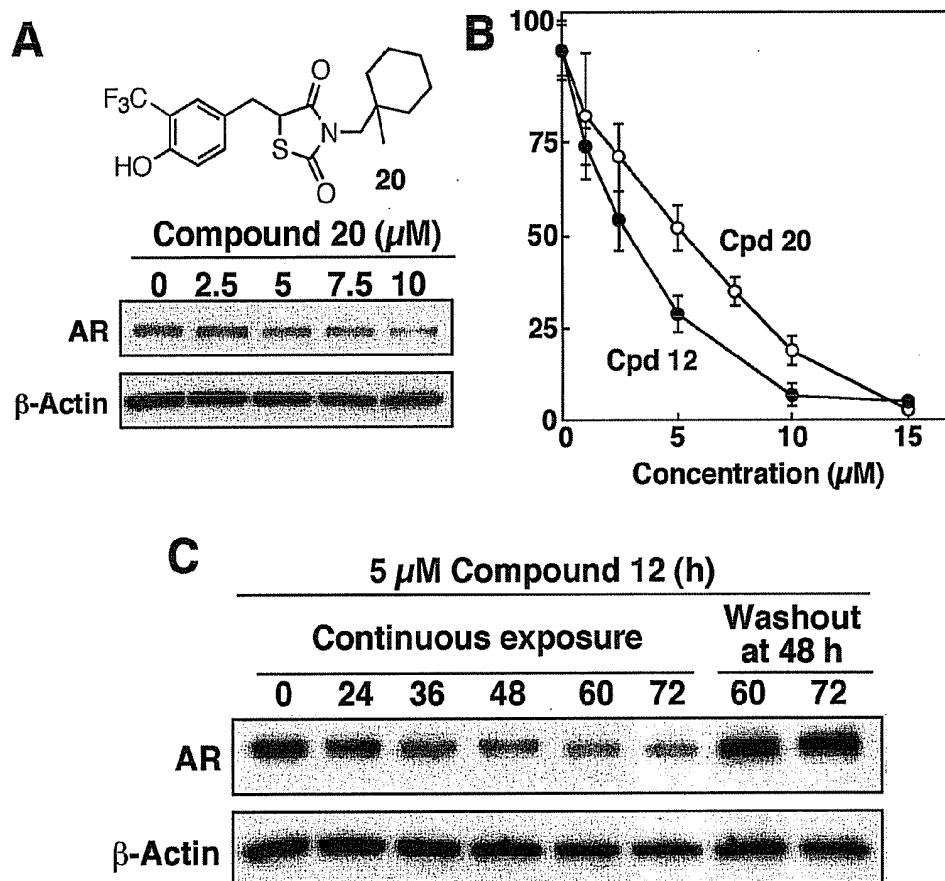 A
F3C
HO
O
N
S
O
20
Compound 20 (µM)
0 2.5 5 7.5 10
AR
β-Actin
B
100
75
50
25
0
Cpd 20
Cpd 12
0 5 10 15
Concentration (µM)
C
5 µM Compound 12 (h)
Continuous exposure
Washout
at 48 h
0 24 36 48 60 72 60 72
AR
β-Actin